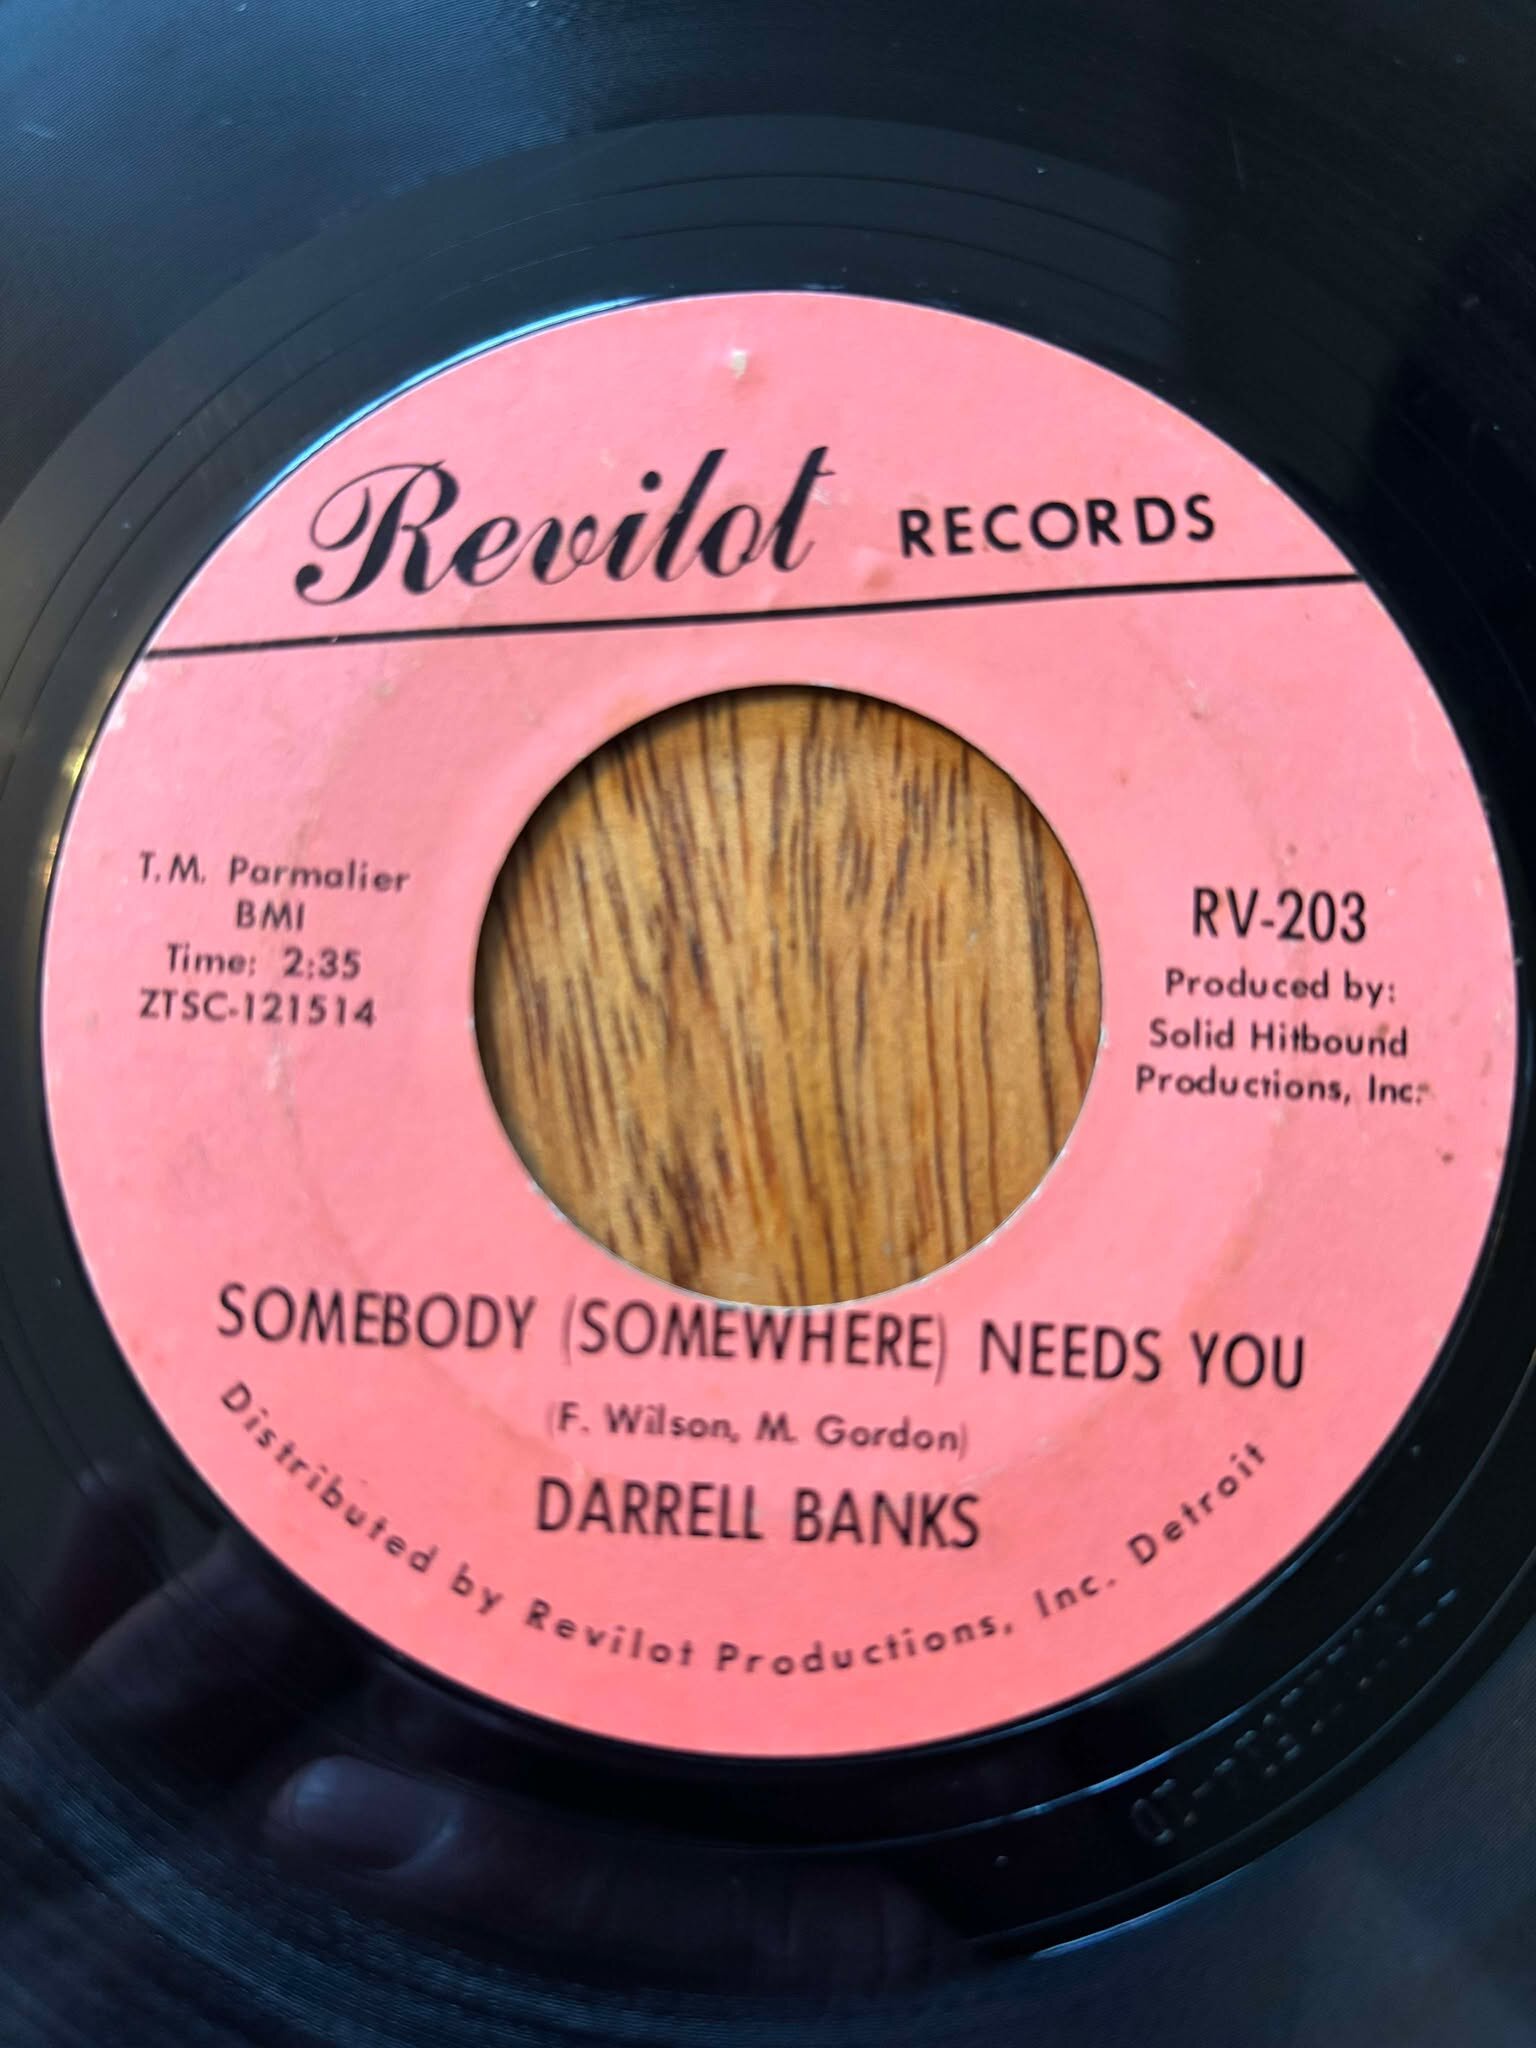 Revilot RECORDS
T.M. Parmalier
BMI
Time: 2:35
ZTSC-121514
RV-203
Produced by:
Solid Hitbound
Productions, Inc.
SOMEBODY (SOMEWHERE) NEEDS YOU
(F. Wilson, M. Gordon)
DARRELL BANKS
Distributed by Revilot Productions, Inc. Detroit